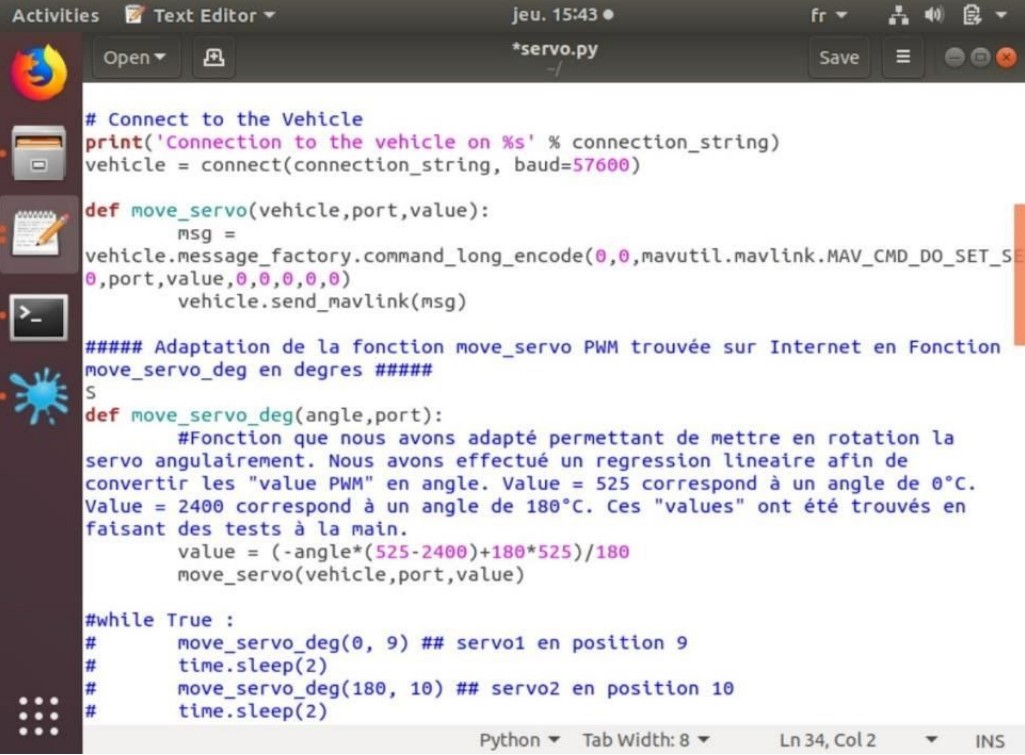 Activities Text Editor jeu. 15:43 fr
Open *servo.py Save
~/
# Connect to the Vehicle
print('Connection to the vehicle on %s' % connection_string)
vehicle = connect(connection_string, baud=57600)
def move_servo(vehicle,port,value):
msg =
vehicle.message_factory.command_long_encode(0,0,mavutil.mavlink.MAV_CMD_DO_SET_SE
0,port,value,0,0,0,0,0)
vehicle.send_mavlink(msg)
##### Adaptation de la fonction move_servo PWM trouvée sur Internet en Fonction
move_servo_deg en degres #####
S
def move_servo_deg(angle,port):
#Fonction que nous avons adapté permettant de mettre en rotation la
servo angulairement. Nous avons effectué un regression lineaire afin de
convertir les "value PWM" en angle. Value = 525 correspond à un angle de 0°C.
Value = 2400 correspond à un angle de 180°C. Ces "values" ont été trouvés en
faisant des tests à la main.
value = (-angle*(525-2400)+180*525)/180
move_servo(vehicle,port,value)
#while True :
# move_servo_deg(0, 9) ## servo1 en position 9
# time.sleep(2)
# move_servo_deg(180, 10) ## servo2 en position 10
# time.sleep(2)
Python Tab Width: 8 Ln 34, Col 2 INS